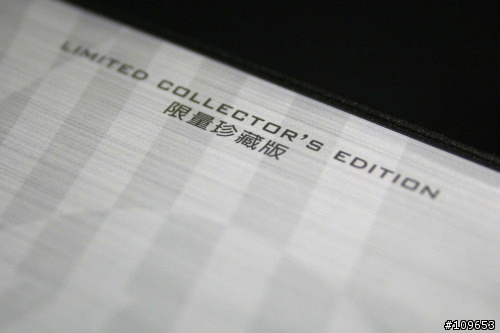 LIMITED COLLECTOR'S EDITION
限量珍藏版
#109653